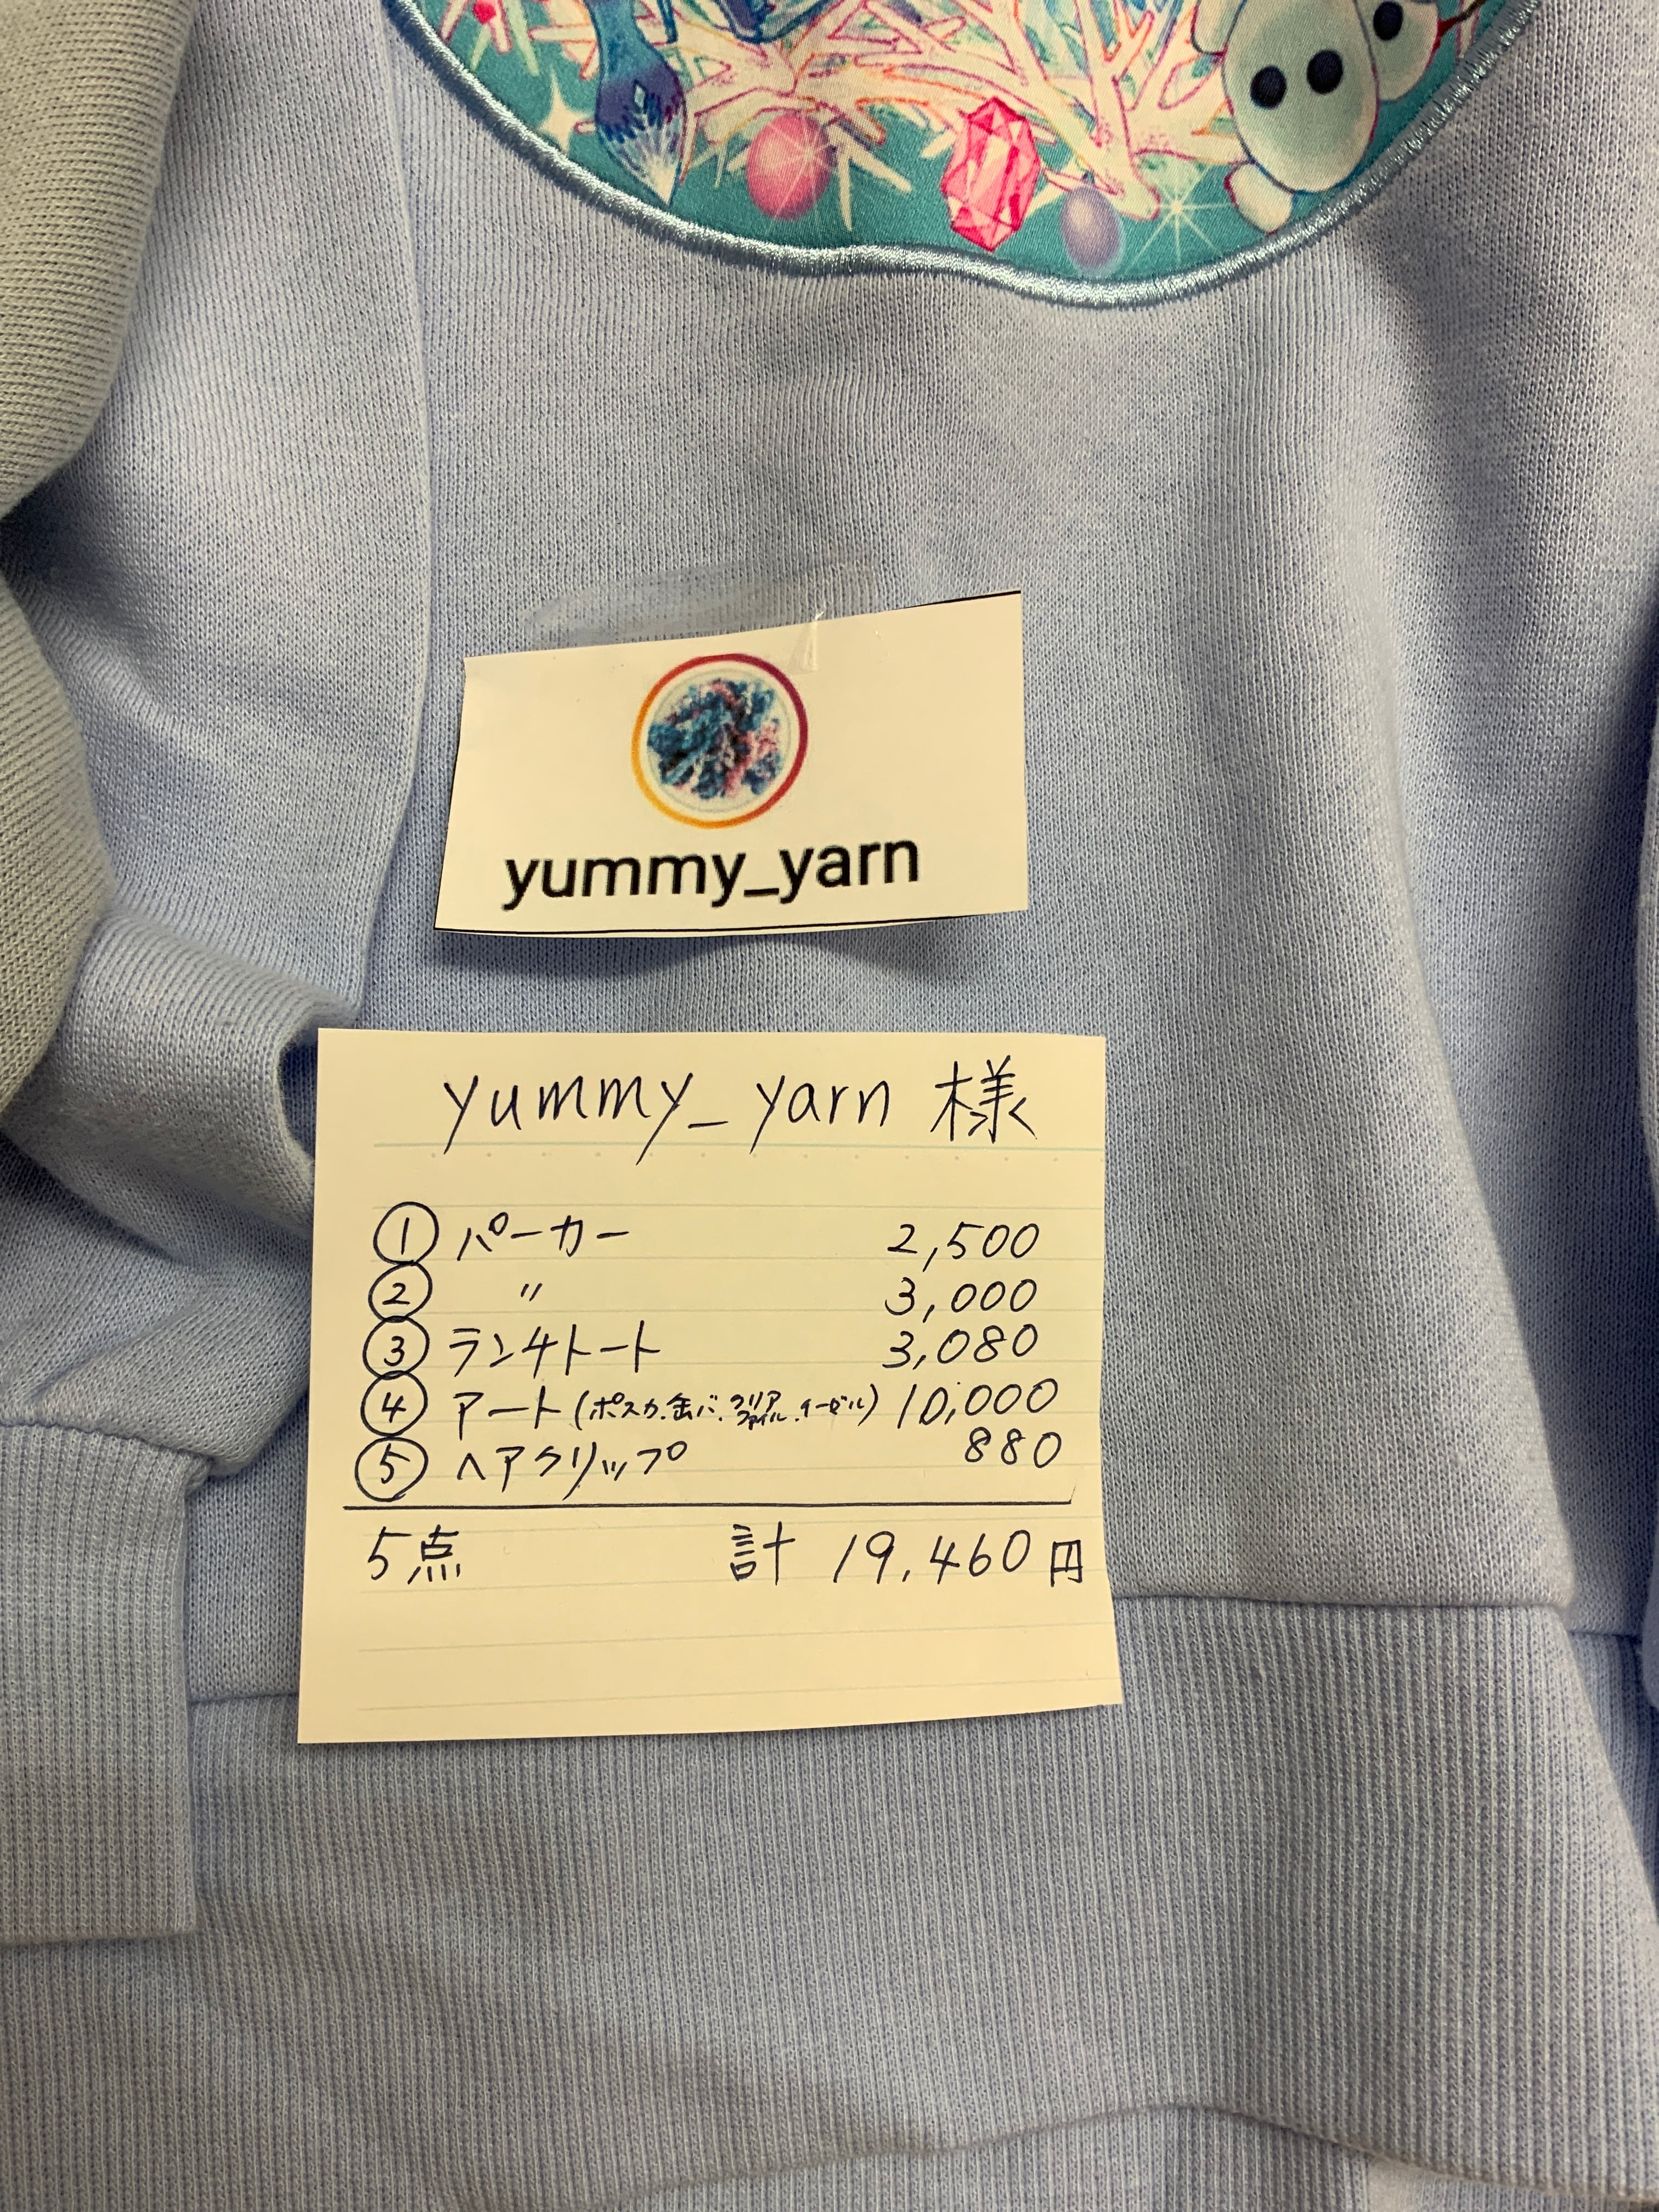 yummy_yarn
yummy_yarn 様
① パーカー 2,500
② 〃 3,000
③ ランチトート 3,080
④ アート(ポスカ.缶バ.クリアファイル.イーゼル) 10,000
⑤ ヘアクリップ 880
5点 計 19,460円